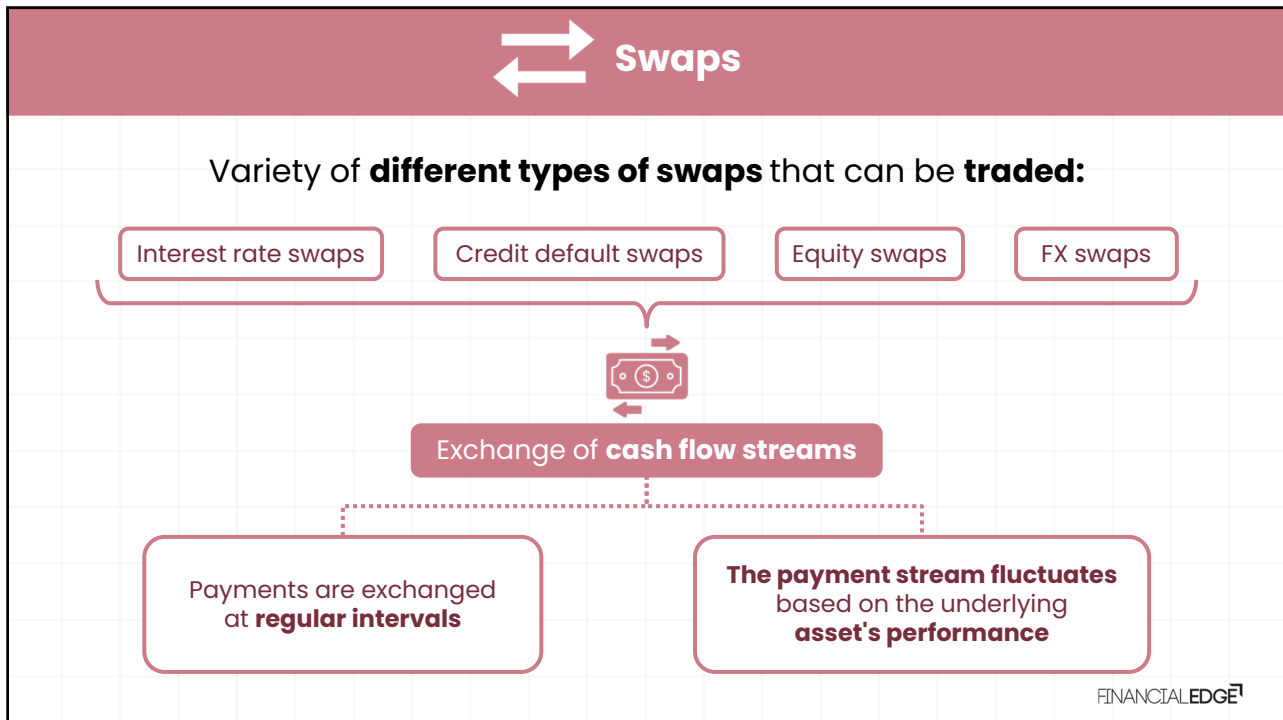 Swaps
Variety of different types of swaps that can be traded:
Interest rate swaps
Credit default swaps
Equity swaps
FX swaps
$
Exchange of cash flow streams
Payments are exchanged
at regular intervals
The payment stream fluctuates
based on the underlying
asset's performance
FINANCIALEDGE